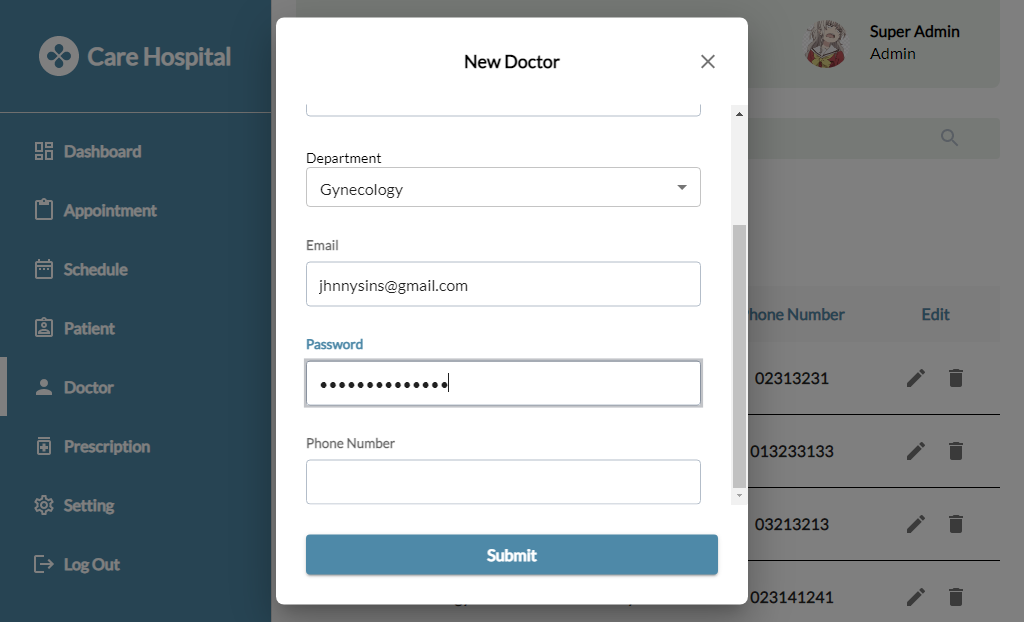 Care Hospital
Dashboard
Appointment
Schedule
Patient
Doctor
Prescription
Setting
Log Out
New Doctor
Department
Gynecology
Email
jhnnysins@gmail.com
Password
••••••••••••••
Phone Number
Submit
Super Admin
Admin
Phone Number Edit
02313231
013233133
03213213
023141241